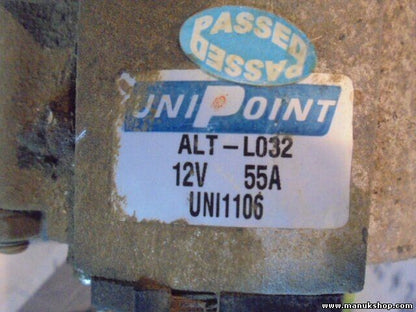 PASSED
PASSED
UNIPOINT
ALT-L032
12V 55A
UNI1106
www.manukshop.com